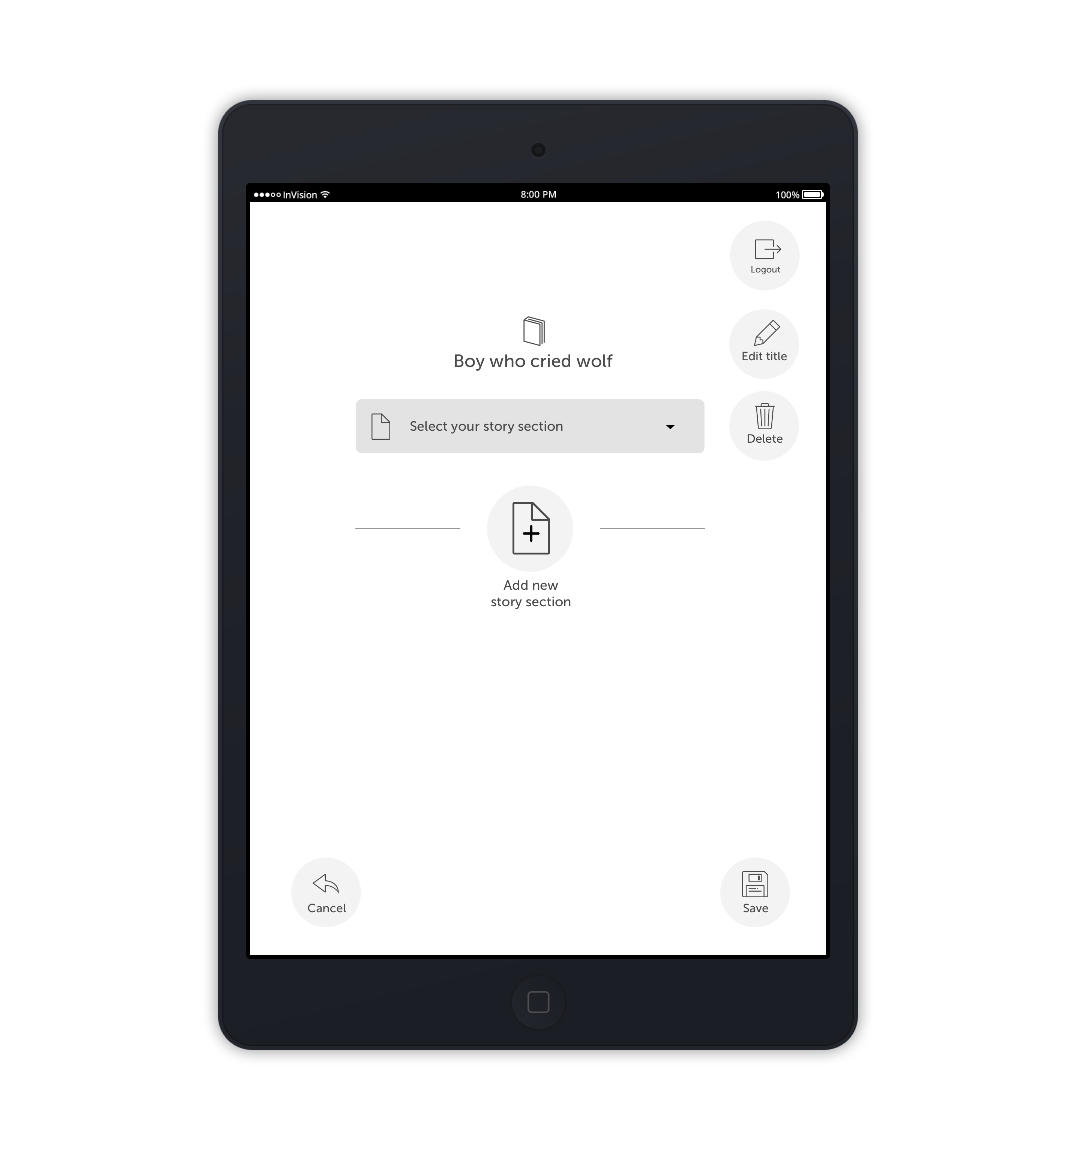 InVision 8:00 PM 100%
Logout
Boy who cried wolf
Edit title
Select your story section
Delete
Add new
story section
Cancel
Save